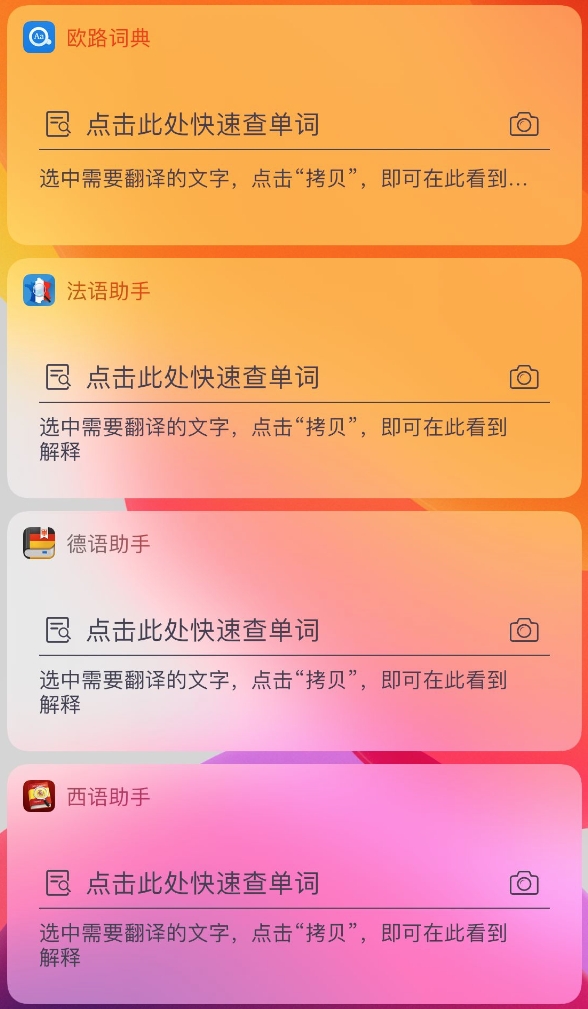 欧路词典
点击此处快速查单词
选中需要翻译的文字，点击“拷贝”，即可在此看到...
法语助手
点击此处快速查单词
选中需要翻译的文字，点击“拷贝”，即可在此看到
解释
德语助手
点击此处快速查单词
选中需要翻译的文字，点击“拷贝”，即可在此看到
解释
西语助手
点击此处快速查单词
选中需要翻译的文字，点击“拷贝”，即可在此看到
解释